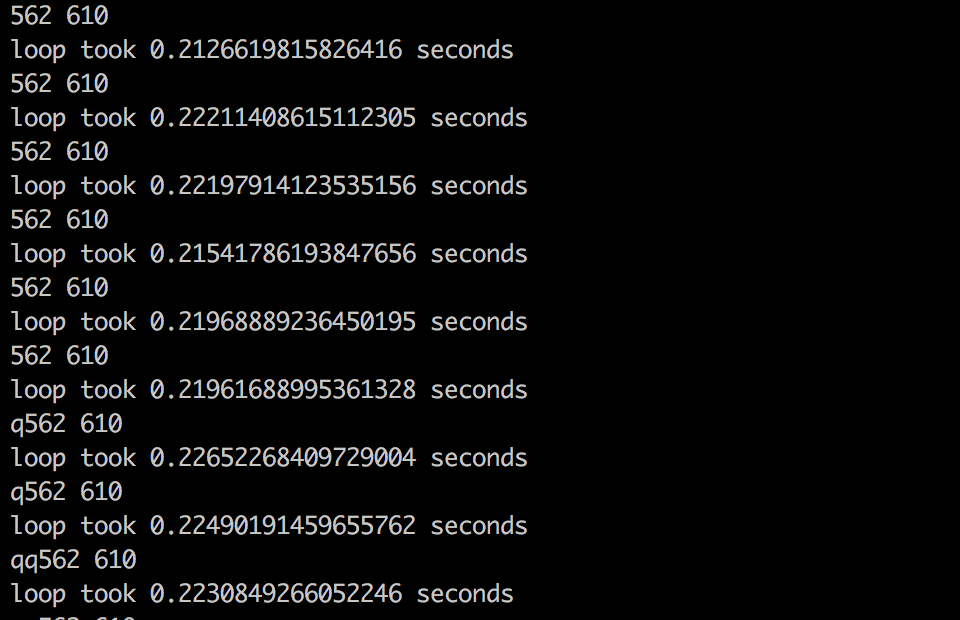 562 610
loop took 0.2126619815826416 seconds
562 610
loop took 0.22211408615112305 seconds
562 610
loop took 0.22197914123535156 seconds
562 610
loop took 0.21541786193847656 seconds
562 610
loop took 0.21968889236450195 seconds
562 610
loop took 0.21961688995361328 seconds
q562 610
loop took 0.22652268409729004 seconds
q562 610
loop took 0.22490191459655762 seconds
qq562 610
loop took 0.2230849266052246 seconds